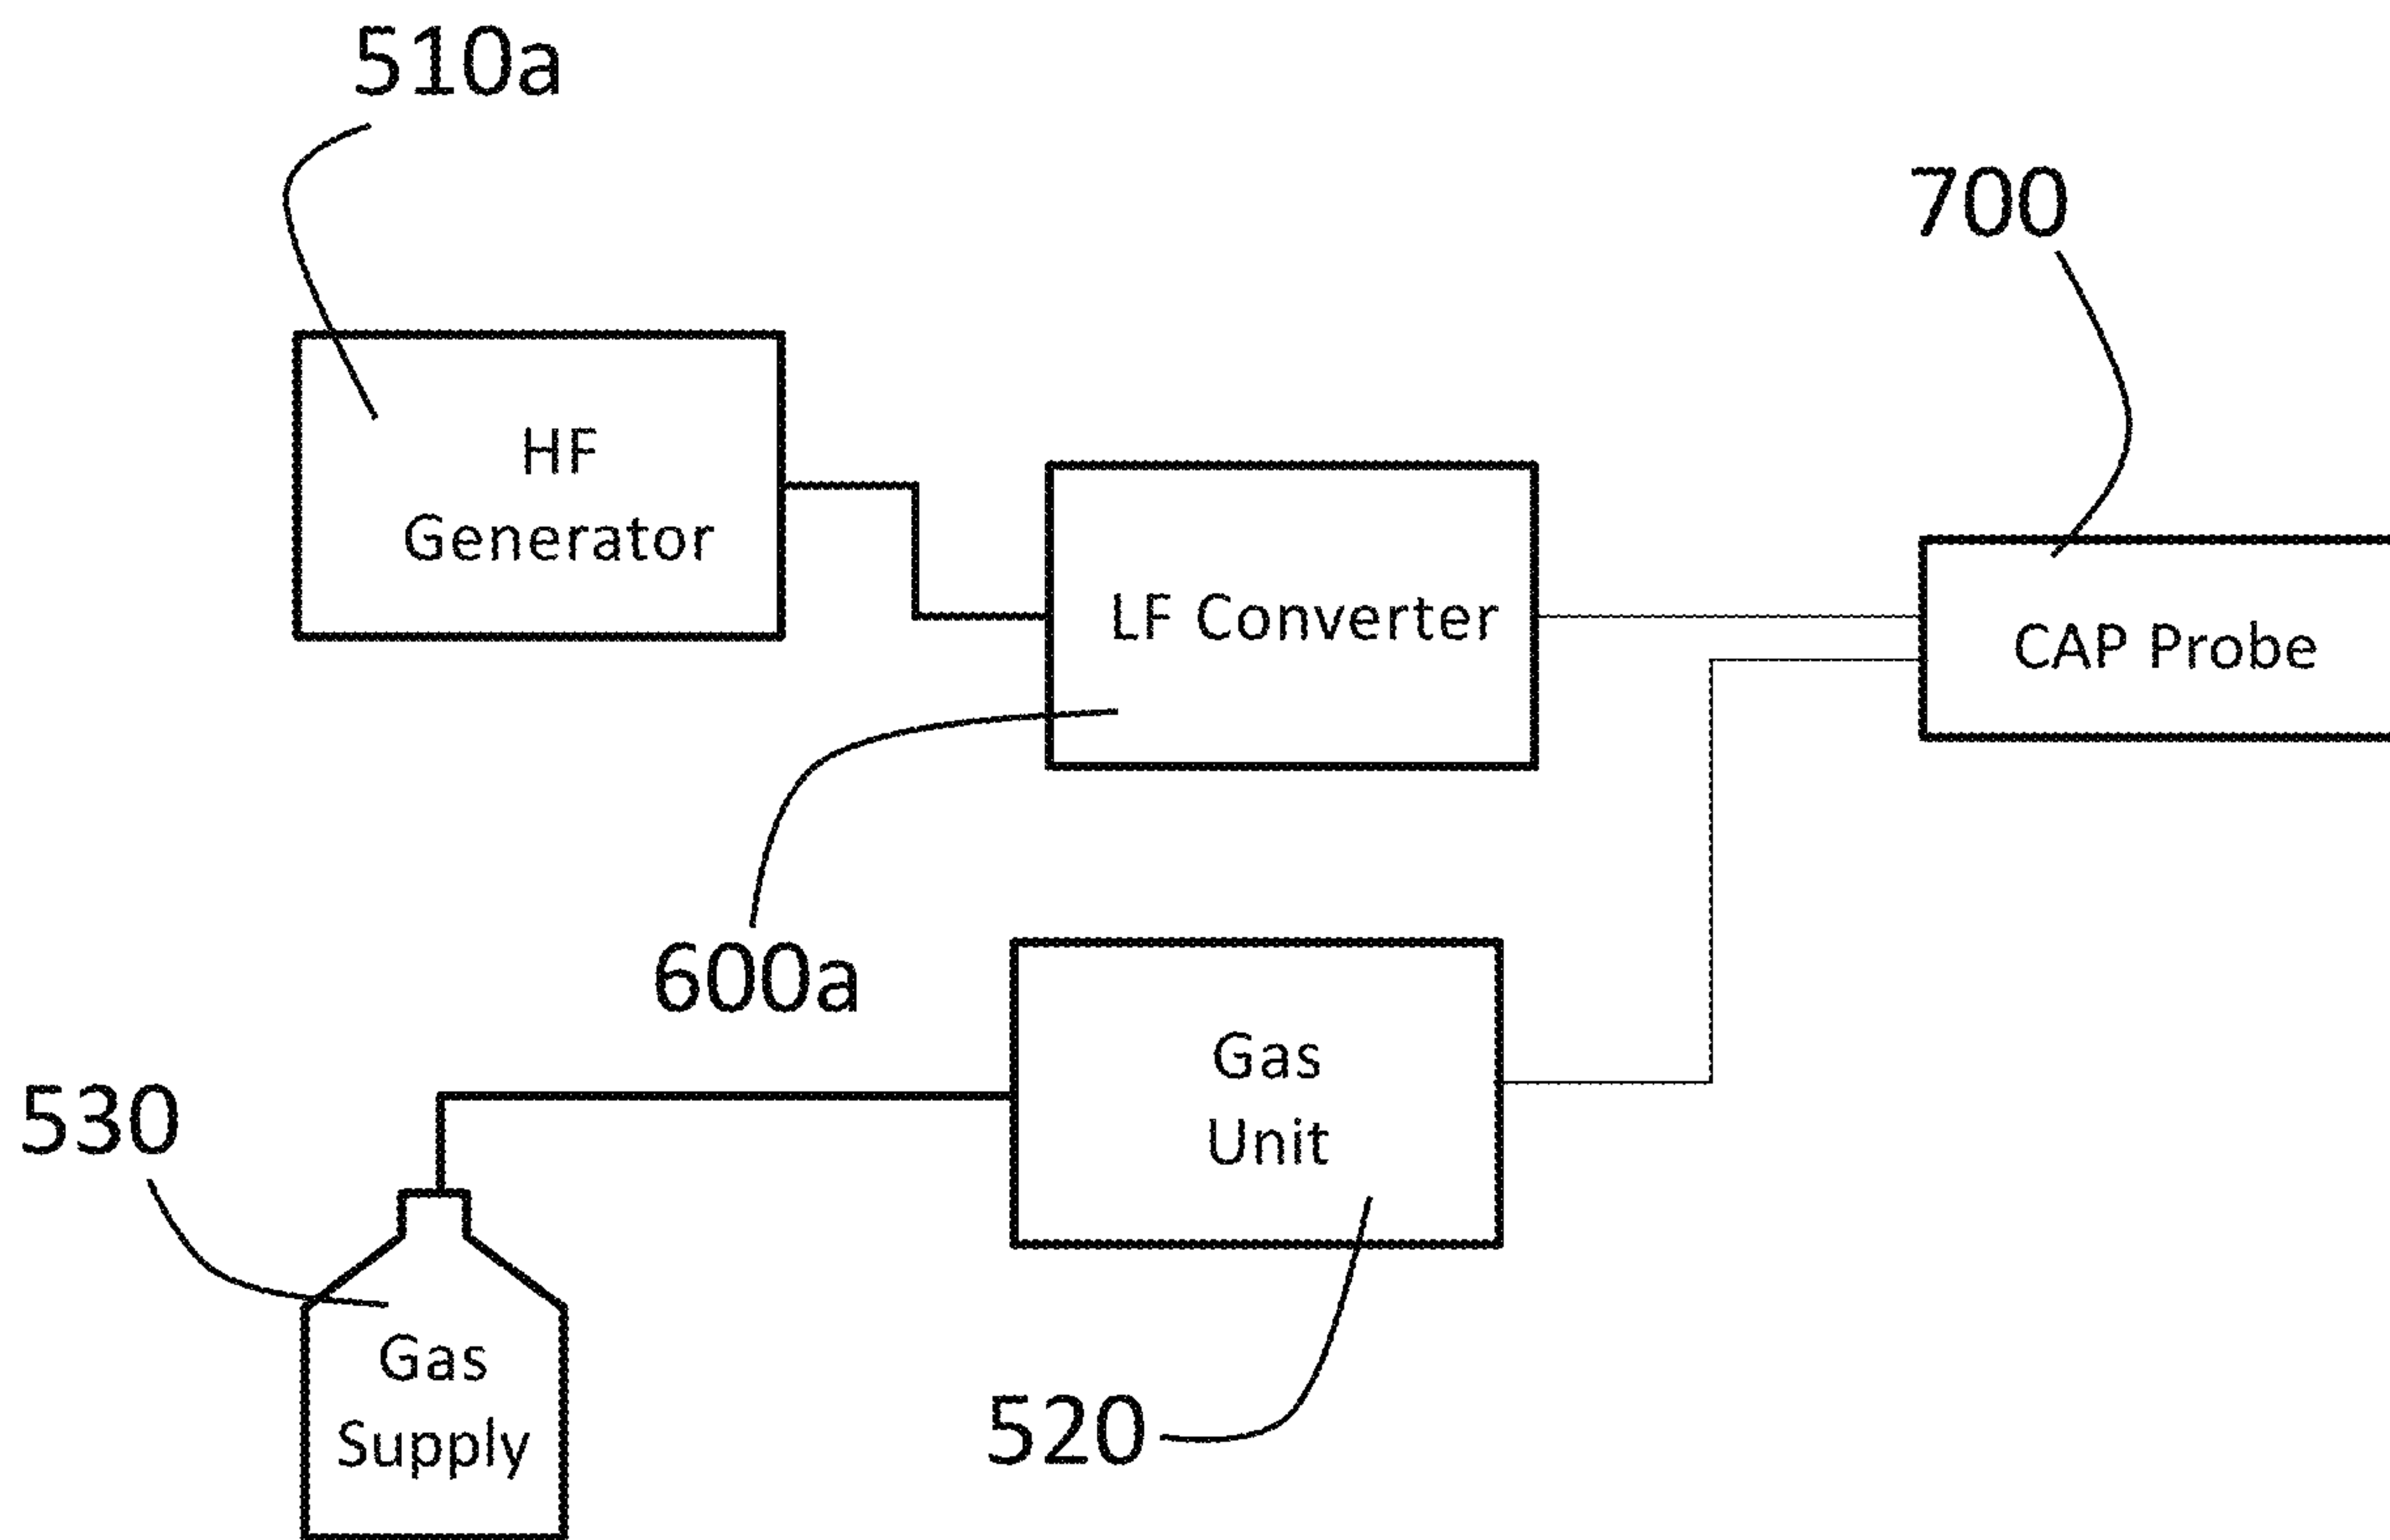 510a
700
HF
Generator
LF Converter
CAP Probe
600a
Gas
Unit
530
Gas
Supply
520